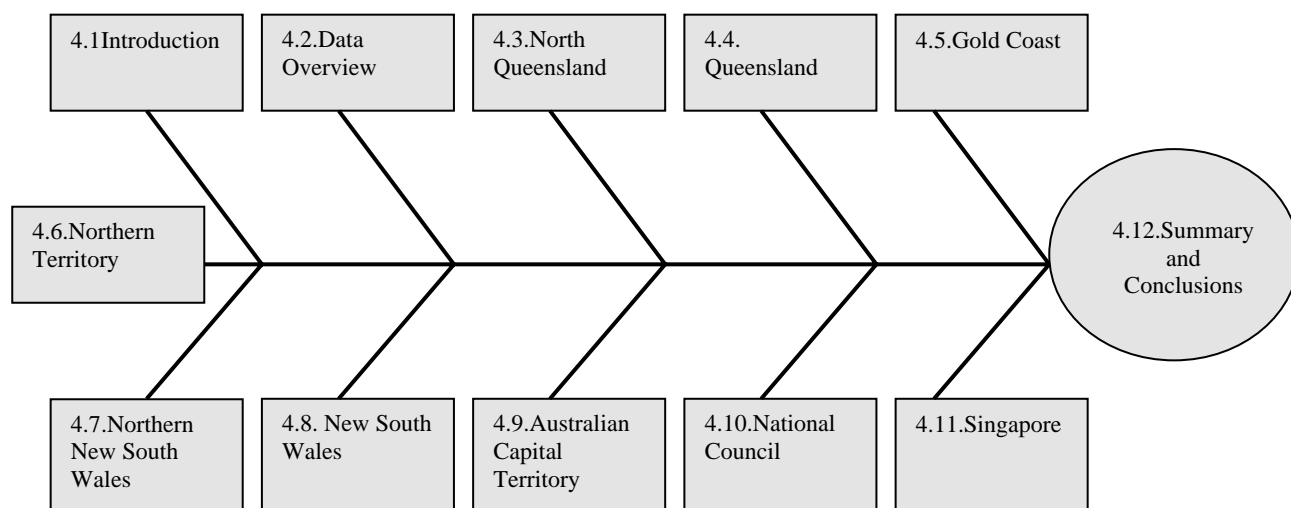 4.1Introduction
4.2.Data
Overview
4.3.North
Queensland
4.4.
Queensland
4.5.Gold Coast
4.6.Northern
Territory
4.12.Summary
and
Conclusions
4.7.Northern
New South
Wales
4.8. New South
Wales
4.9.Australian
Capital
Territory
4.10.National
Council
4.11.Singapore